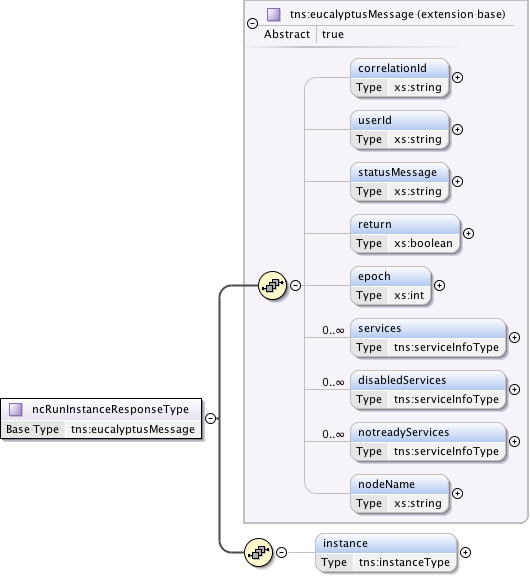 tns:eucalyptusMessage (extension base)
Abstract true
correlationId
Type xs:string
userId
Type xs:string
statusMessage
Type xs:string
return
Type xs:boolean
epoch
Type xs:int
0..∞ services
Type tns:serviceInfoType
0..∞ disabledServices
Type tns:serviceInfoType
0..∞ notreadyServices
Type tns:serviceInfoType
nodeName
Type xs:string
ncRunInstanceResponseType
Base Type tns:eucalyptusMessage
instance
Type tns:instanceType